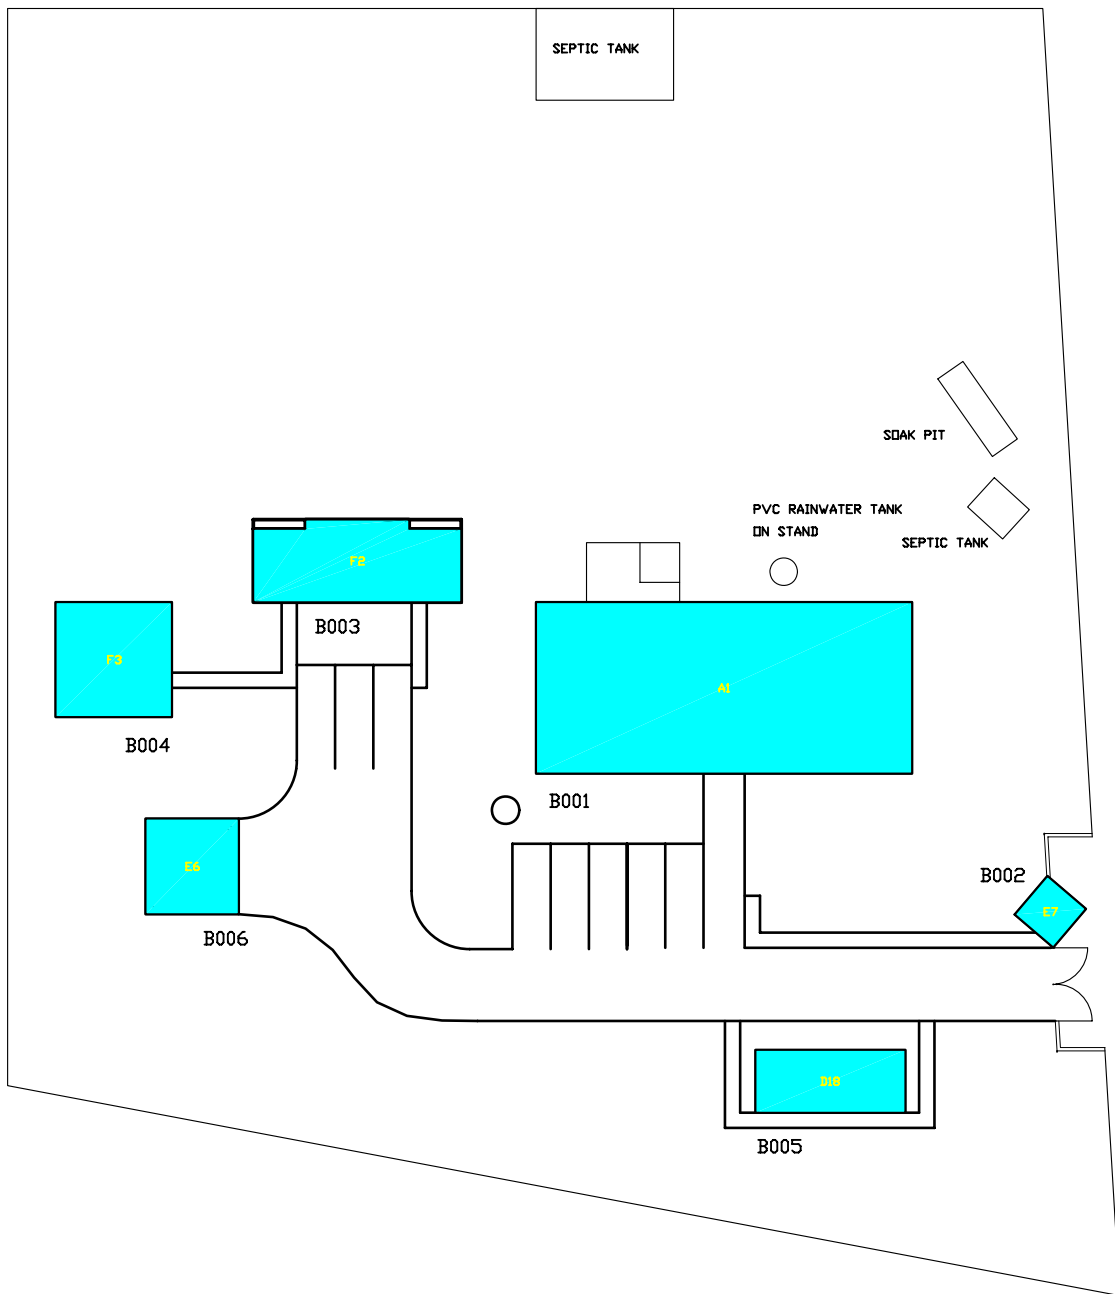 SEPTIC TANK
SOAK PIT
PVC RAINWATER TANK
ON STAND
SEPTIC TANK
F2
B003
F3
A1
B004
B001
E6
B002
E7
B006
D18
B005